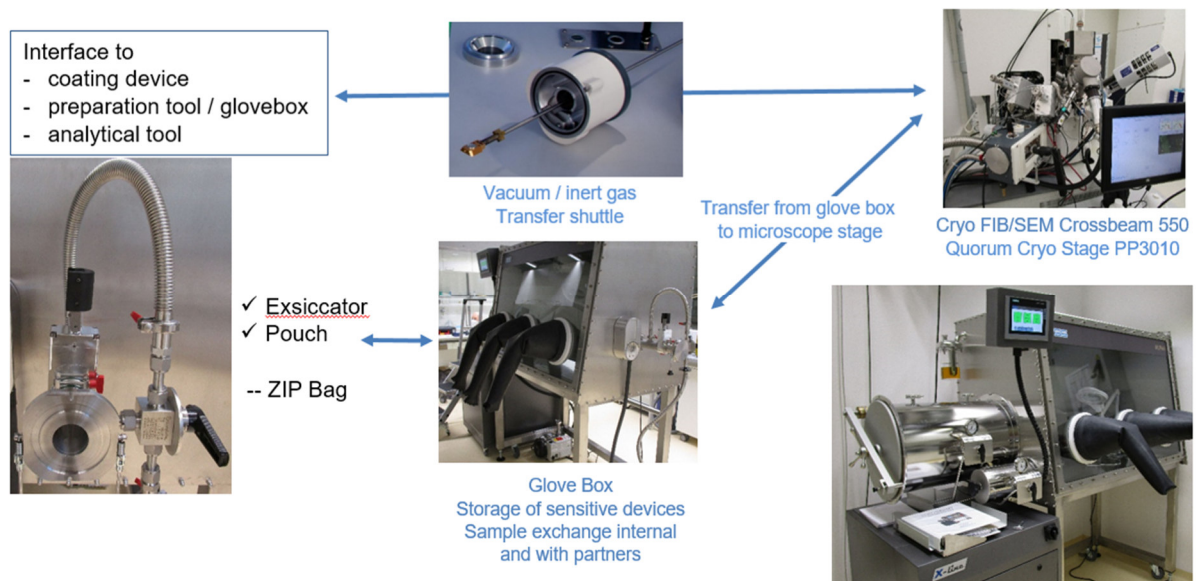 Interface to
- coating device
- preparation tool / glovebox
- analytical tool
Vacuum / inert gas
Transfer shuttle
Transfer from glove box
to microscope stage
Cryo FIB/SEM Crossbeam 550
Quorum Cryo Stage PP3010
✓ Exsiccator
✓ Pouch
-- ZIP Bag
Glove Box
Storage of sensitive devices
Sample exchange internal
and with partners
X-line